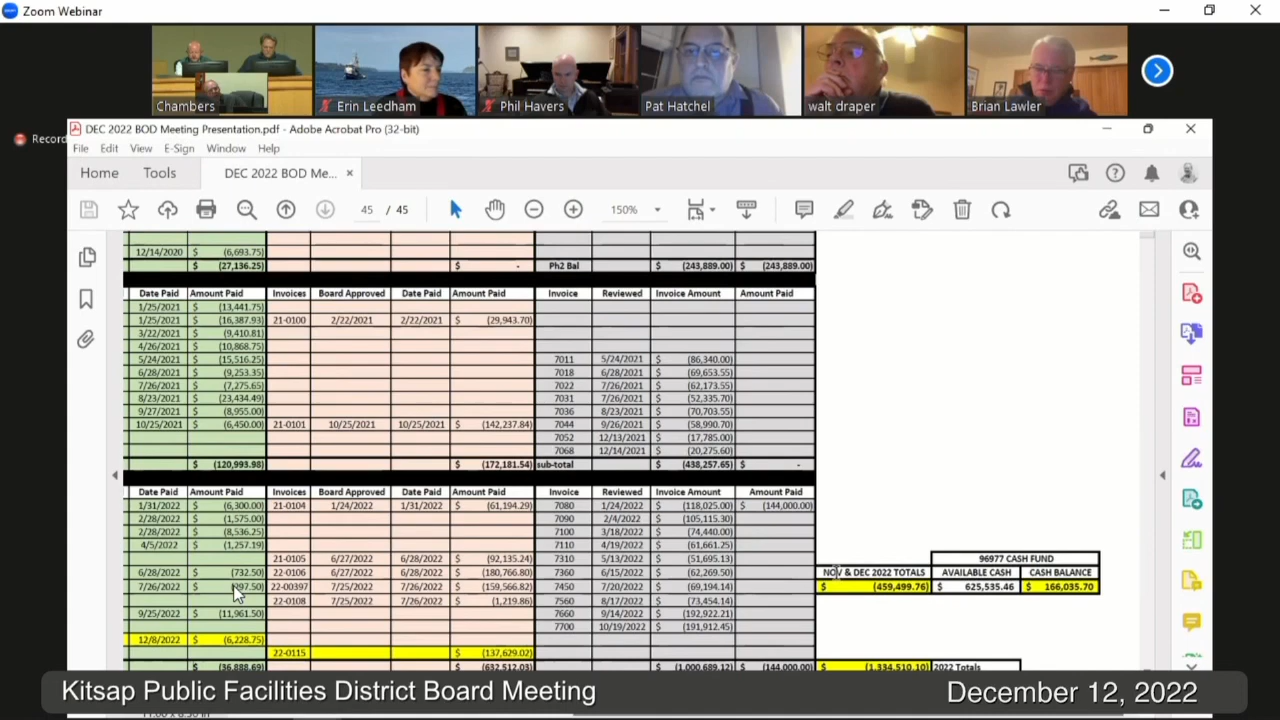 Zoom Webinar
Chambers
Erin Leedham
Phil Havers
Pat Hatchel
walt draper
Brian Lawler
Record
DEC 2022 BOD Meeting Presentation.pdf - Adobe Acrobat Pro (32-bit)
File Edit View E-Sign Window Help
Home Tools DEC 2022 BOD Me... ×
45 / 45 150%
12/14/2020 $ (6,693.75)
$ (27,136.25) $ - Ph2 Bal $ (243,889.00) $ (243,889.00)
Date Paid Amount Paid Invoices Board Approved Date Paid Amount Paid Invoice Reviewed Invoice Amount Amount Paid
1/25/2021 $ (13,441.75)
1/25/2021 $ (16,387.93) 21-0100 2/22/2021 2/22/2021 $ (29,943.70)
3/22/2021 $ (9,410.81)
4/26/2021 $ (10,868.75)
5/24/2021 $ (15,516.25) 7011 5/24/2021 $ (86,340.00)
6/28/2021 $ (9,253.35) 7018 6/28/2021 $ (69,653.55)
7/26/2021 $ (7,275.65) 7022 7/26/2021 $ (62,173.55)
8/23/2021 $ (23,434.49) 7031 7/26/2021 $ (52,335.70)
9/27/2021 $ (8,955.00) 7036 8/23/2021 $ (70,703.55)
10/25/2021 $ (6,450.00) 21-0101 10/25/2021 10/25/2021 $ (142,237.84) 7044 9/26/2021 $ (58,990.70)
7052 12/13/2021 $ (17,785.00)
7068 12/14/2021 $ (20,275.60)
$ (120,993.98) $ (172,181.54) sub-total $ (438,257.65) $ -
Date Paid Amount Paid Invoices Board Approved Date Paid Amount Paid Invoice Reviewed Invoice Amount Amount Paid
1/31/2022 $ (6,300.00) 21-0104 1/24/2022 1/31/2022 $ (61,194.29) 7080 1/24/2022 $ (118,025.00) $ (144,000.00)
2/28/2022 $ (1,575.00) 7090 2/4/2022 $ (105,115.30)
2/28/2022 $ (8,536.25) 7100 3/18/2022 $ (74,440.00)
4/5/2022 $ (1,257.19) 7110 4/19/2022 $ (61,661.25)
21-0105 6/27/2022 6/28/2022 $ (92,135.24) 7310 5/13/2022 $ (51,695.13) 96977 CASH FUND
6/28/2022 $ (732.50) 22-0106 6/27/2022 6/28/2022 $ (180,766.80) 7360 6/15/2022 $ (62,269.50) NOV & DEC 2022 TOTALS AVAILABLE CASH CASH BALANCE
7/26/2022 $ 297.50) 22-00397 7/25/2022 7/26/2022 $ (159,566.82) 7450 7/20/2022 $ (69,194.14) $ (459,499.76) $ 625,535.46 $ 166,035.70
22-0108 7/25/2022 7/26/2022 $ (1,219.86) 7560 8/17/2022 $ (73,454.14)
9/25/2022 $ (11,961.50) 7660 9/14/2022 $ (192,922.21)
7700 10/19/2022 $ (191,912.45)
12/8/2022 $ (6,228.75)
22-0115 $ (137,629.02)
$ (36,888.69) $ (632,512.03) $ (1,000,689.12) $ (144,000.00) $ (1,334,510.10) 2022 Totals
Kitsap Public Facilities District Board Meeting December 12, 2022